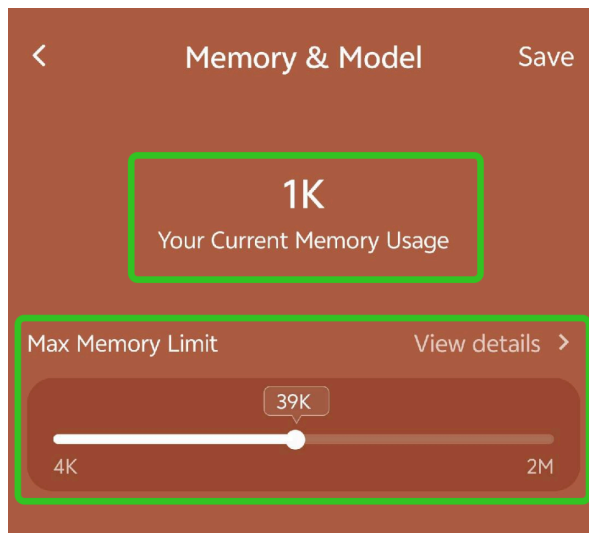 Memory & Model Save
1K
Your Current Memory Usage
Max Memory Limit View details >
39K
4K 2M